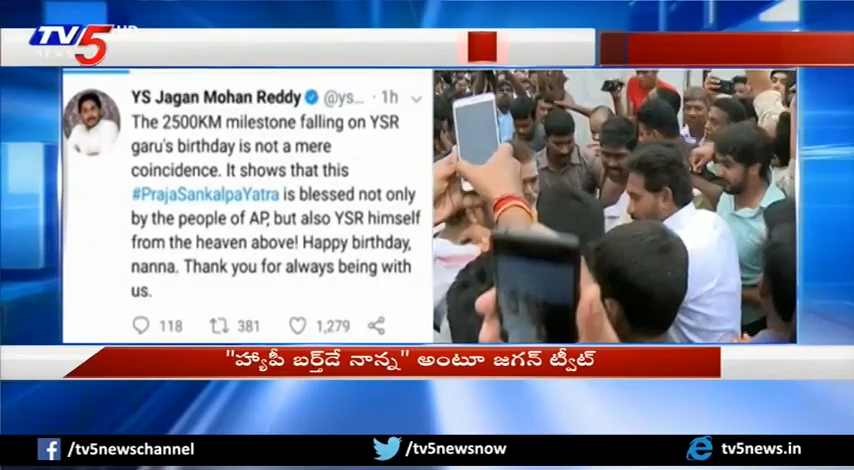 TV5 HD
NEWS
YS Jagan Mohan Reddy @ys... · 1h
The 2500KM milestone falling on YSR
garu's birthday is not a mere
coincidence. It shows that this
#PrajaSankalpaYatra is blessed not only
by the people of AP, but also YSR himself
from the heaven above! Happy birthday,
nanna. Thank you for always being with
us.
118 381 1,279
"హ్యాపీ బర్త్‌డే నాన్న" అంటూ జగన్ ట్వీట్
/tv5newschannel /tv5newsnow tv5news.in